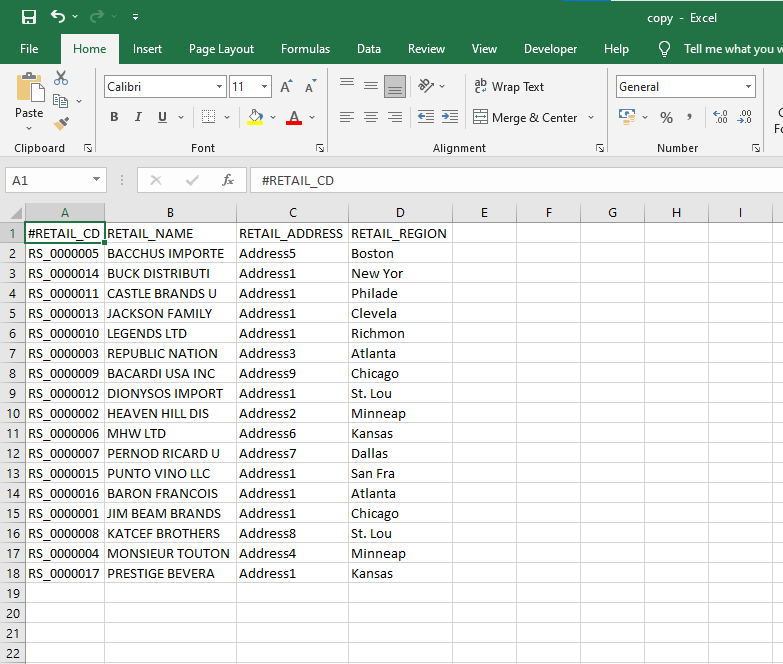 copy - Excel
File Home Insert Page Layout Formulas Data Review View Developer Help Tell me what you
Calibri 11 Wrap Text General
Paste B I U A Merge & Center % ,
Clipboard Font Alignment Number
A1 fx #RETAIL_CD
A B C D E F G H I
1 #RETAIL_CD RETAIL_NAME RETAIL_ADDRESS RETAIL_REGION
2 RS_0000005 BACCHUS IMPORTE Address5 Boston
3 RS_0000014 BUCK DISTRIBUTI Address1 New Yor
4 RS_0000011 CASTLE BRANDS U Address1 Philade
5 RS_0000013 JACKSON FAMILY Address1 Clevela
6 RS_0000010 LEGENDS LTD Address1 Richmon
7 RS_0000003 REPUBLIC NATION Address3 Atlanta
8 RS_0000009 BACARDI USA INC Address9 Chicago
9 RS_0000012 DIONYSOS IMPORT Address1 St. Lou
10 RS_0000002 HEAVEN HILL DIS Address2 Minneap
11 RS_0000006 MHW LTD Address6 Kansas
12 RS_0000007 PERNOD RICARD U Address7 Dallas
13 RS_0000015 PUNTO VINO LLC Address1 San Fra
14 RS_0000016 BARON FRANCOIS Address1 Atlanta
15 RS_0000001 JIM BEAM BRANDS Address1 Chicago
16 RS_0000008 KATCEF BROTHERS Address8 St. Lou
17 RS_0000004 MONSIEUR TOUTON Address4 Minneap
18 RS_0000017 PRESTIGE BEVERA Address1 Kansas
19
20
21
22